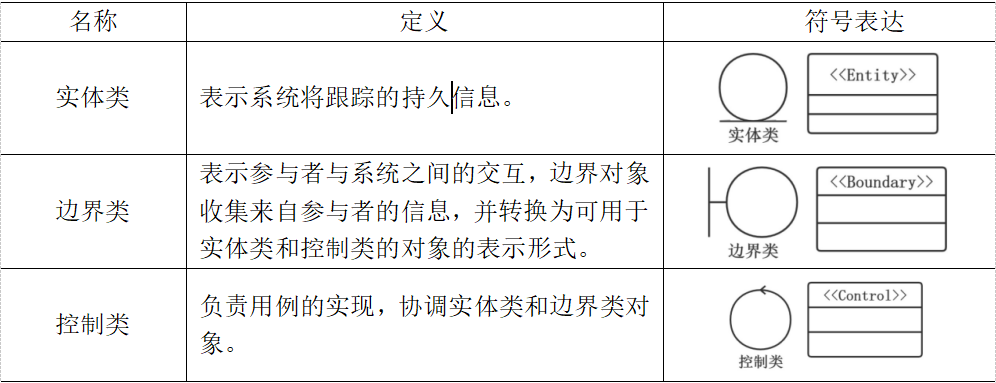 名称 定义 符号表达
实体类 表示系统将跟踪的持久信息。 <<Entity>>
实体类
边界类 表示参与者与系统之间的交互，边界对象
收集来自参与者的信息，并转换为可用于
实体类和控制类的对象的表示形式。
<<Boundary>>
边界类
控制类 负责用例的实现，协调实体类和边界类对
象。
<<Control>>
控制类